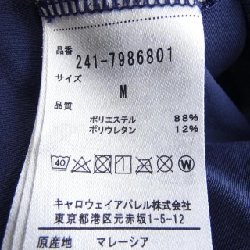 品番
241-7986801
サイズ
M
品質
ポリエステル 88%
ポリウレタン 12%
40
キャロウェイアパレル株式会社
東京都港区元赤坂1-5-12
原産地 マレーシア